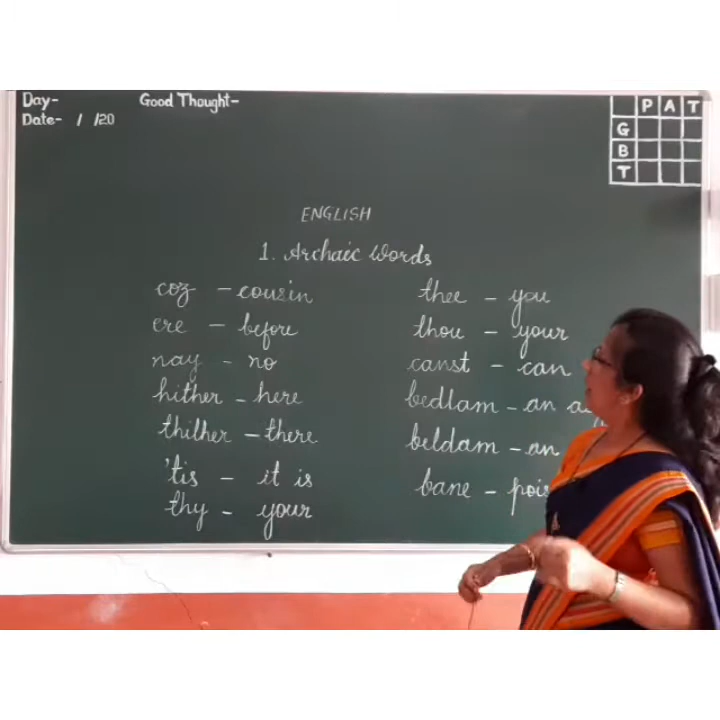 Day-
Date- / /20
Good Thought-
P A T
G
B
T
ENGLISH
1. Archaic Words
coz - cousin
ere - before
nay - no
hither - here
thilher - there
'tis - it is
thy - your
thee - you
thou - your
canst - can
bedlam - an
beldam - an
bane -